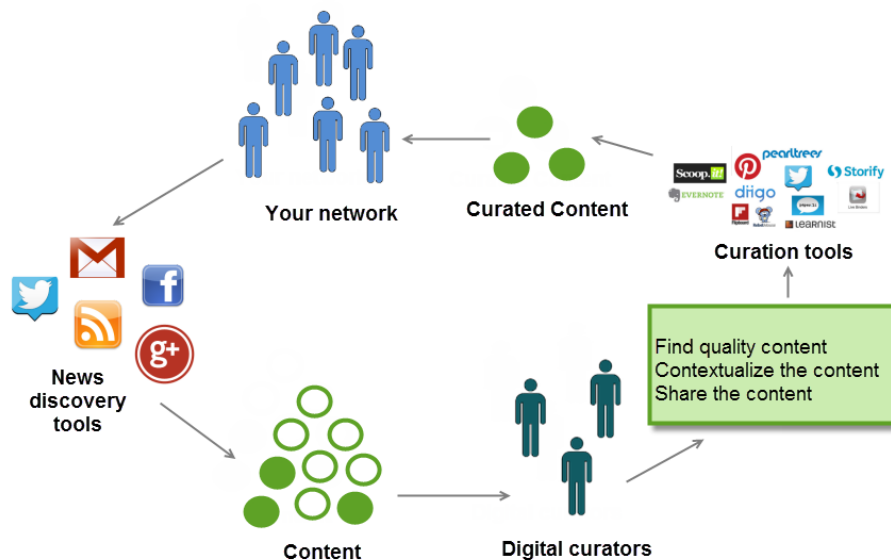 pearltrees
Scoop.it!
Storify
EVERNOTE
diigo
LEARNIST
Your network
Curated Content
Curation tools
f
g+
News
discovery
tools
Find quality content
Contextualize the content
Share the content
Content
Digital curators